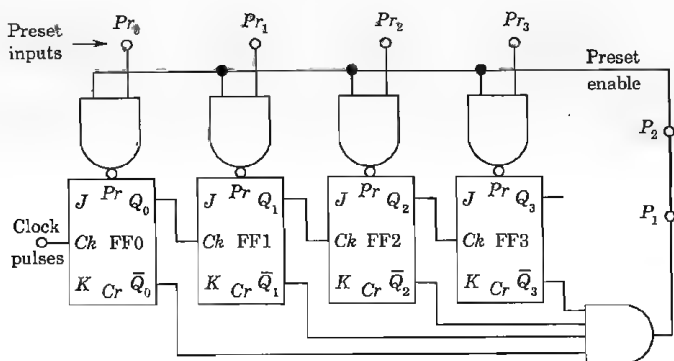 Preset inputs
Pr₀ Pr₁ Pr₂ Pr₃
Preset enable
P₂
P₁
J Pr Q₀ J Pr Q₁ J Pr Q₂ J Pr Q₃
Clock pulses
Ck FF0 Ck FF1 Ck FF2 Ck FF3
K Cr Q̅₀ K Cr Q̅₁ K Cr Q̅₂ K Cr Q̅₃